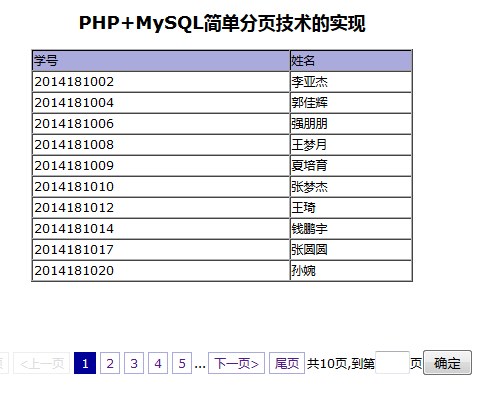 PHP+MySQL简单分页技术的实现
学号 姓名
2014181002 李亚杰
2014181004 郭佳辉
2014181006 强朋朋
2014181008 王梦月
2014181009 夏培育
2014181010 张梦杰
2014181012 王琦
2014181014 钱鹏宇
2014181017 张圆圆
2014181020 孙婉
页 <上一页 1 2 3 4 5 ... 下一页> 尾页 共10页,到第 页 确定